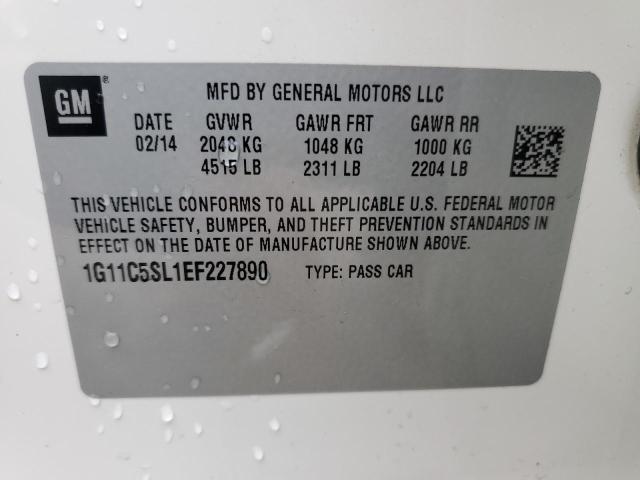 GM ®
MFD BY GENERAL MOTORS LLC
DATE GVWR GAWR FRT GAWR RR
02/14 2048 KG 1048 KG 1000 KG
4515 LB 2311 LB 2204 LB
THIS VEHICLE CONFORMS TO ALL APPLICABLE U.S. FEDERAL MOTOR
VEHICLE SAFETY, BUMPER, AND THEFT PREVENTION STANDARDS IN
EFFECT ON THE DATE OF MANUFACTURE SHOWN ABOVE.
1G11C5SL1EF227890 TYPE: PASS CAR